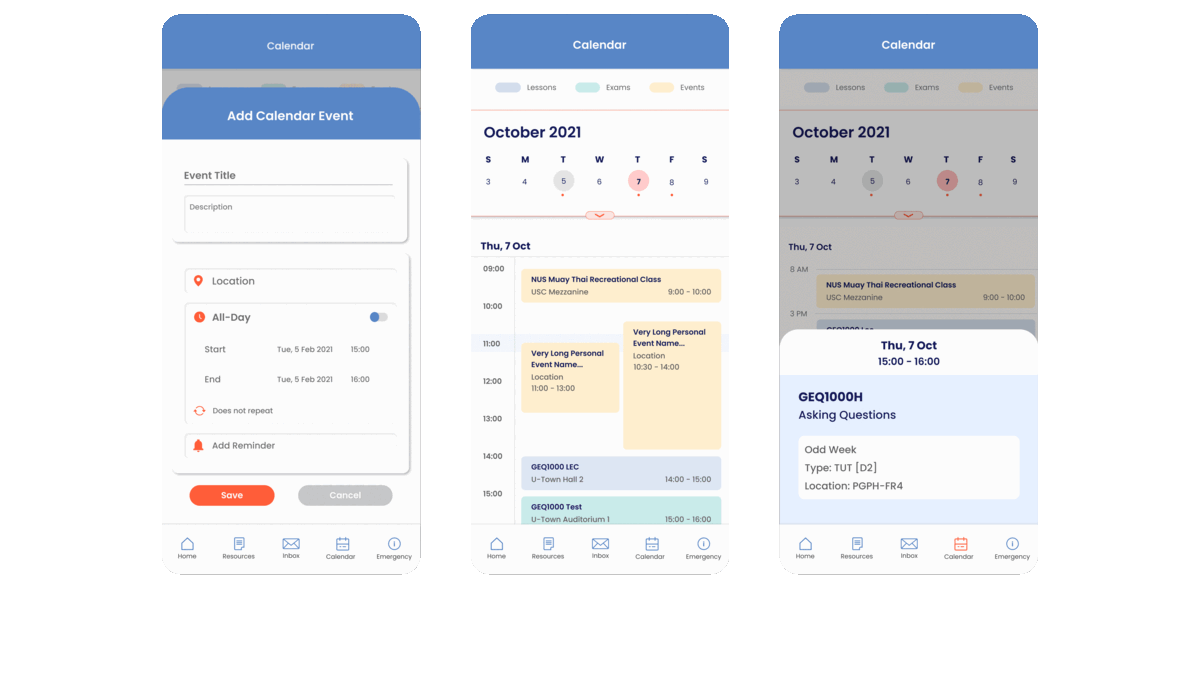 Calendar
Add Calendar Event
Event Title
Description
Location
All-Day
Start Tue, 5 Feb 2021 15:00
End Tue, 5 Feb 2021 16:00
Does not repeat
Add Reminder
Save Cancel
Home Resources Inbox Calendar Emergency
Calendar
Lessons Exams Events
October 2021
S M T W T F S
3 4 5 6 7 8 9
Thu, 7 Oct
09:00
NUS Muay Thai Recreational Class
USC Mezzanine 9:00 - 10:00
10:00
Very Long Personal
Event Name...
Location
10:30 - 14:00
11:00
Very Long Personal
Event Name...
Location
11:00 - 13:00
12:00
13:00
14:00
GEQ1000 LEC
U-Town Hall 2 14:00 - 15:00
15:00
GEQ1000 Test
U-Town Auditorium 1 15:00 - 16:00
Home Resources Inbox Calendar Emergency
Calendar
Lessons Exams Events
October 2021
S M T W T F S
3 4 5 6 7 8 9
Thu, 7 Oct
8 AM
NUS Muay Thai Recreational Class
USC Mezzanine 9:00 - 10:00
3 PM
Thu, 7 Oct
15:00 - 16:00
GEQ1000H
Asking Questions
Odd Week
Type: TUT [D2]
Location: PGPH-FR4
Home Resources Inbox Calendar Emergency